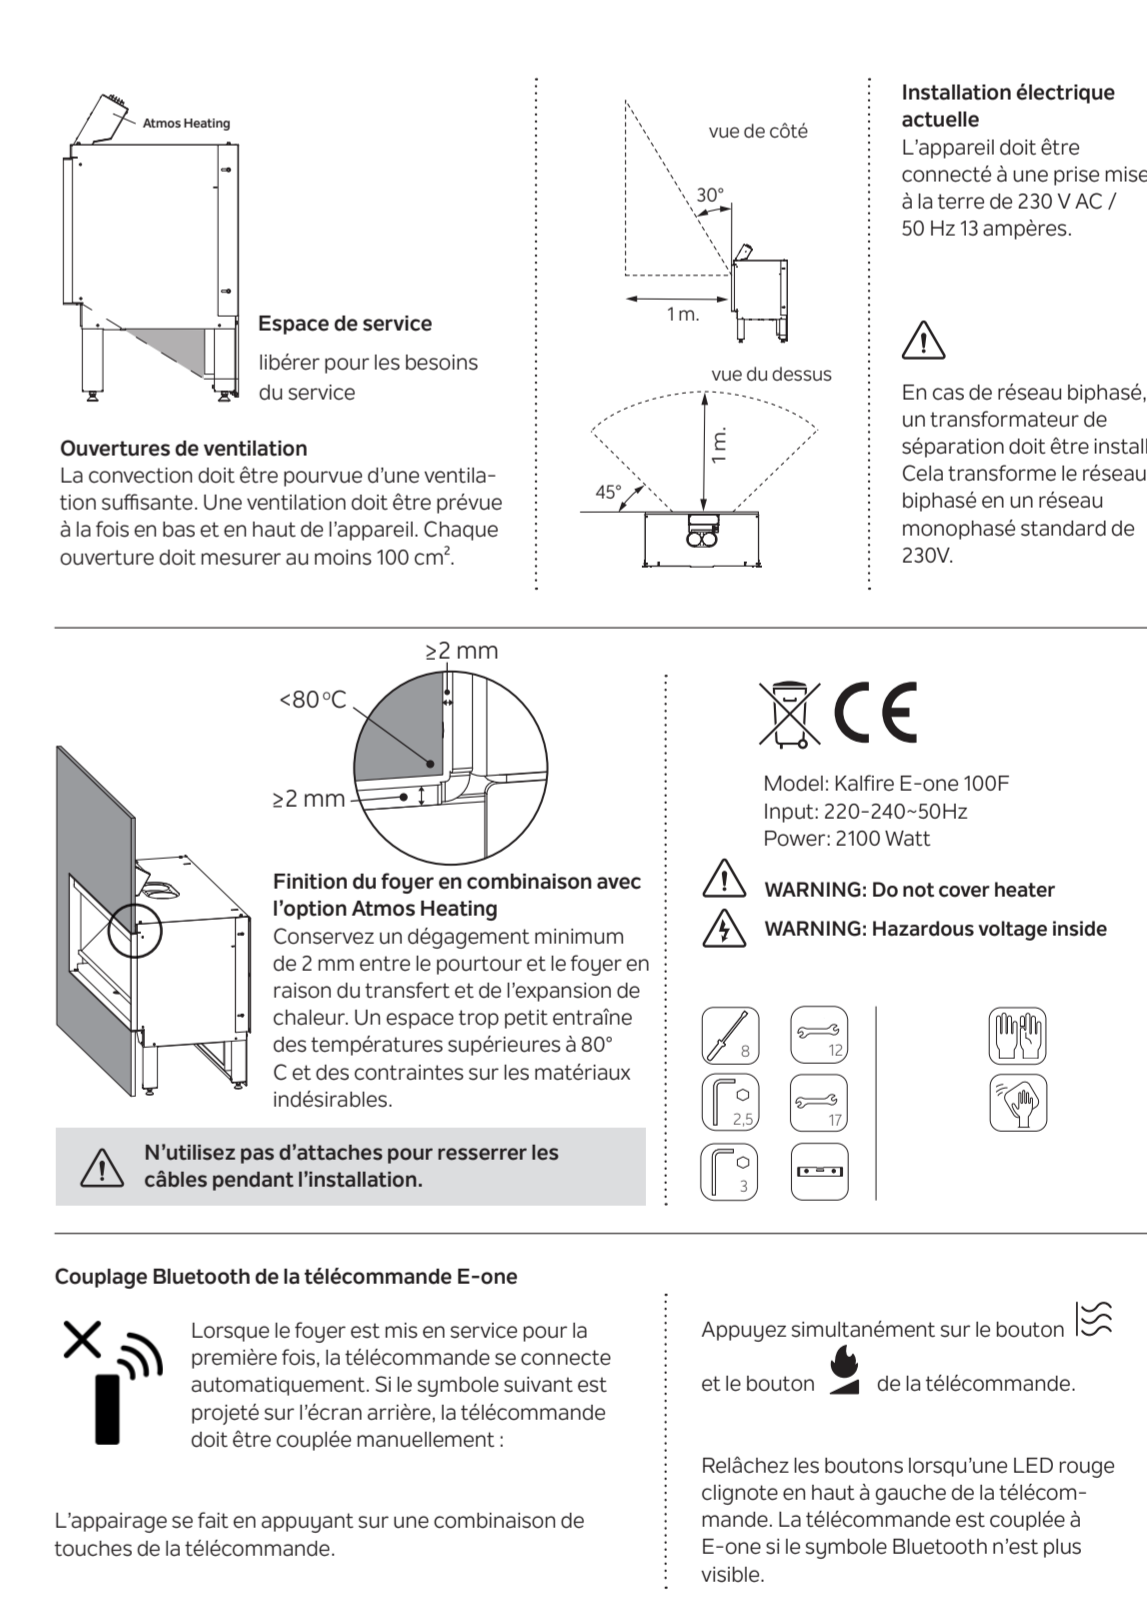 Atmos Heating
Espace de service
libérer pour les besoins
du service
Ouvertures de ventilation
La convection doit être pourvue d’une ventila-
tion suffisante. Une ventilation doit être prévue
à la fois en bas et en haut de l’appareil. Chaque
ouverture doit mesurer au moins 100 cm².
vue de côté
30°
1 m.
vue du dessus
1 m.
45°
Installation électrique
actuelle
L’appareil doit être
connecté à une prise mise
à la terre de 230 V AC /
50 Hz 13 ampères.
En cas de réseau biphasé,
un transformateur de
séparation doit être install
Cela transforme le réseau
biphasé en un réseau
monophasé standard de
230V.
≥2 mm
<80 °C
≥2 mm
Finition du foyer en combinaison avec
l’option Atmos Heating
Conservez un dégagement minimum
de 2 mm entre le pourtour et le foyer en
raison du transfert et de l’expansion de
chaleur. Un espace trop petit entraîne
des températures supérieures à 80°
C et des contraintes sur les matériaux
indésirables.
N’utilisez pas d’attaches pour resserrer les
câbles pendant l’installation.
CE
Model: Kalfire E-one 100F
Input: 220-240~50Hz
Power: 2100 Watt
WARNING: Do not cover heater
WARNING: Hazardous voltage inside
8
12
2,5
17
3
Couplage Bluetooth de la télécommande E-one
Lorsque le foyer est mis en service pour la
première fois, la télécommande se connecte
automatiquement. Si le symbole suivant est
projeté sur l’écran arrière, la télécommande
doit être couplée manuellement :
L’appairage se fait en appuyant sur une combinaison de
touches de la télécommande.
Appuyez simultanément sur le bouton
et le bouton de la télécommande.
Relâchez les boutons lorsqu’une LED rouge
clignote en haut à gauche de la télécom-
mande. La télécommande est couplée à
E-one si le symbole Bluetooth n’est plus
visible.